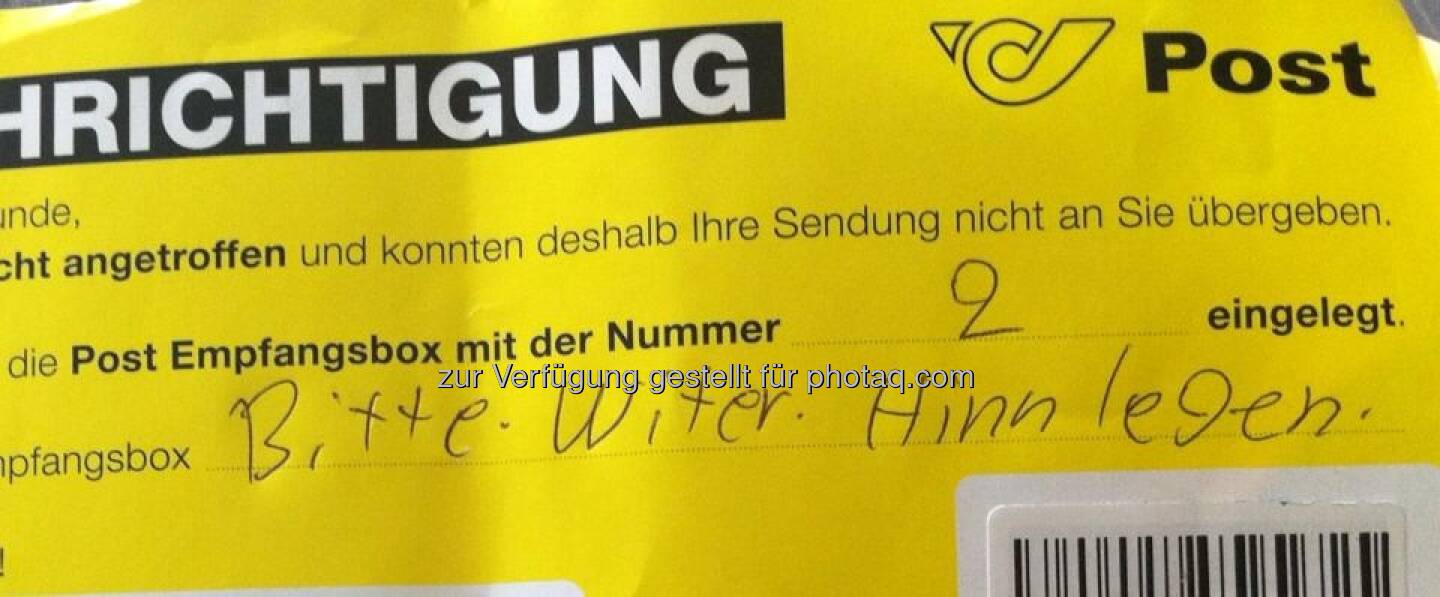 HRICHTIGUNG
Post
unde,
cht angetroffen und konnten deshalb Ihre Sendung nicht an Sie übergeben.
die Post Empfangsbox mit der Nummer 2 eingelegt.
zur Verfügung gestellt für photaq.com
mpfangsbox Bitte. Witer. Hinn legen.
!